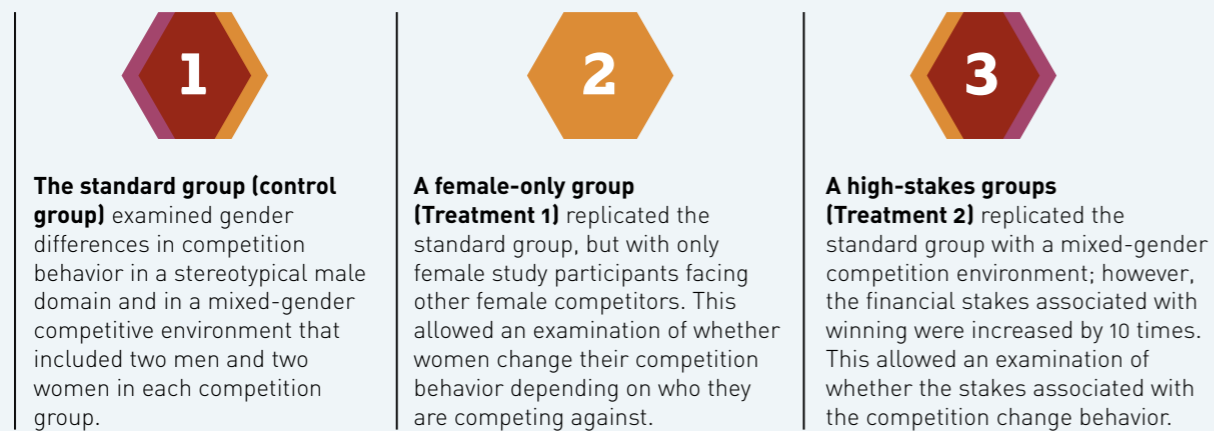 1
The standard group (control
group) examined gender
differences in competition
behavior in a stereotypical male
domain and in a mixed-gender
competitive environment that
included two men and two
women in each competition
group.
2
A female-only group
(Treatment 1) replicated the
standard group, but with only
female study participants facing
other female competitors. This
allowed an examination of whether
women change their competition
behavior depending on who they
are competing against.
3
A high-stakes groups
(Treatment 2) replicated the
standard group with a mixed-gender
competition environment; however,
the financial stakes associated with
winning were increased by 10 times.
This allowed an examination of
whether the stakes associated with
the competition change behavior.